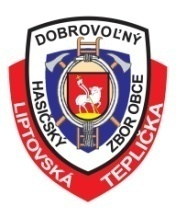 DOBROVOĽNÝ
HASIČSKÝ
ZBOR OBCE
LIPTOVSKÁ
TEPLIČKA